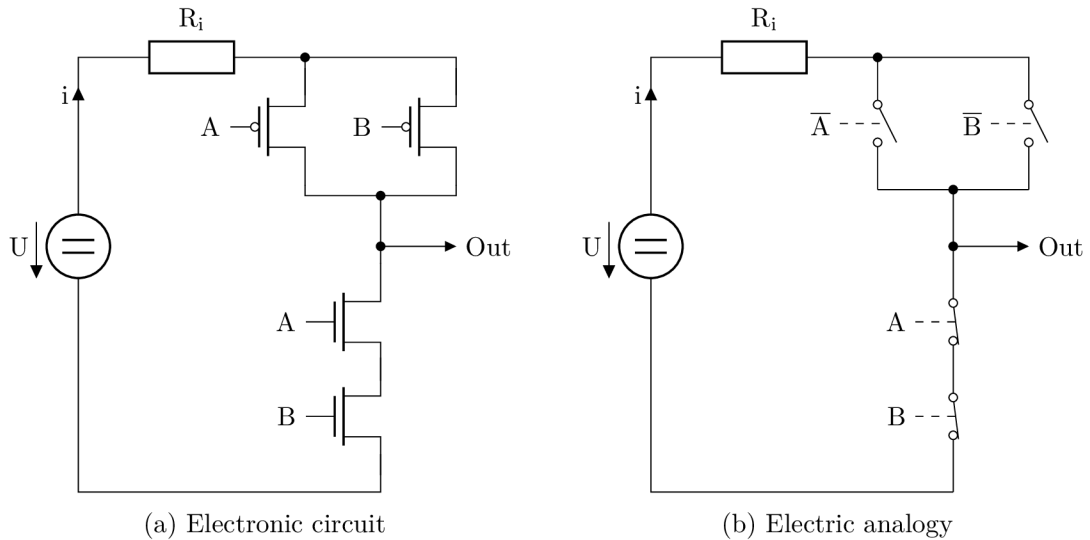 Rᵢ
i
A
B
U
Out
A
B
(a) Electronic circuit
Rᵢ
i
A̅
B̅
U
Out
A
B
(b) Electric analogy